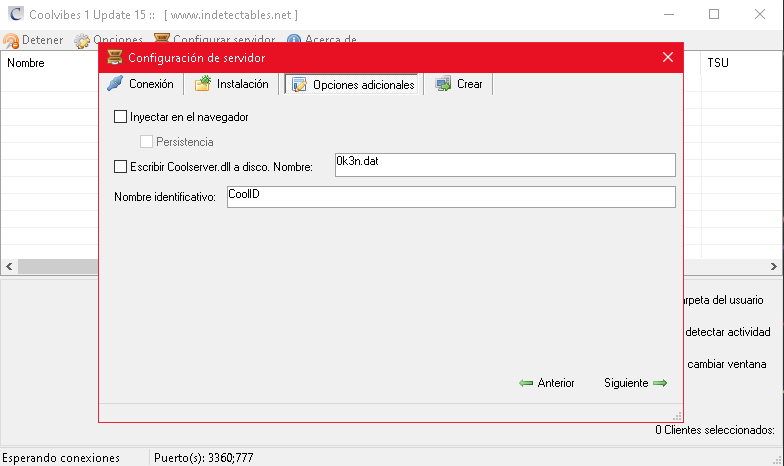 Coolvibes 1 Update 15 :: [ www.indetectables.net ]
Detener Opciones Configurar servidor Acerca de
Nombre TSU
Configuración de servidor
Conexión Instalación Opciones adicionales Crear
Inyectar en el navegador
Persistencia
Escribir Coolserver.dll a disco. Nombre: 0k3n.dat
Nombre identificativo: CoolID
rpeta del usuario
detectar actividad
cambiar ventana
Anterior Siguiente
0 Clientes seleccionados:
Esperando conexiones Puerto(s): 3360;777